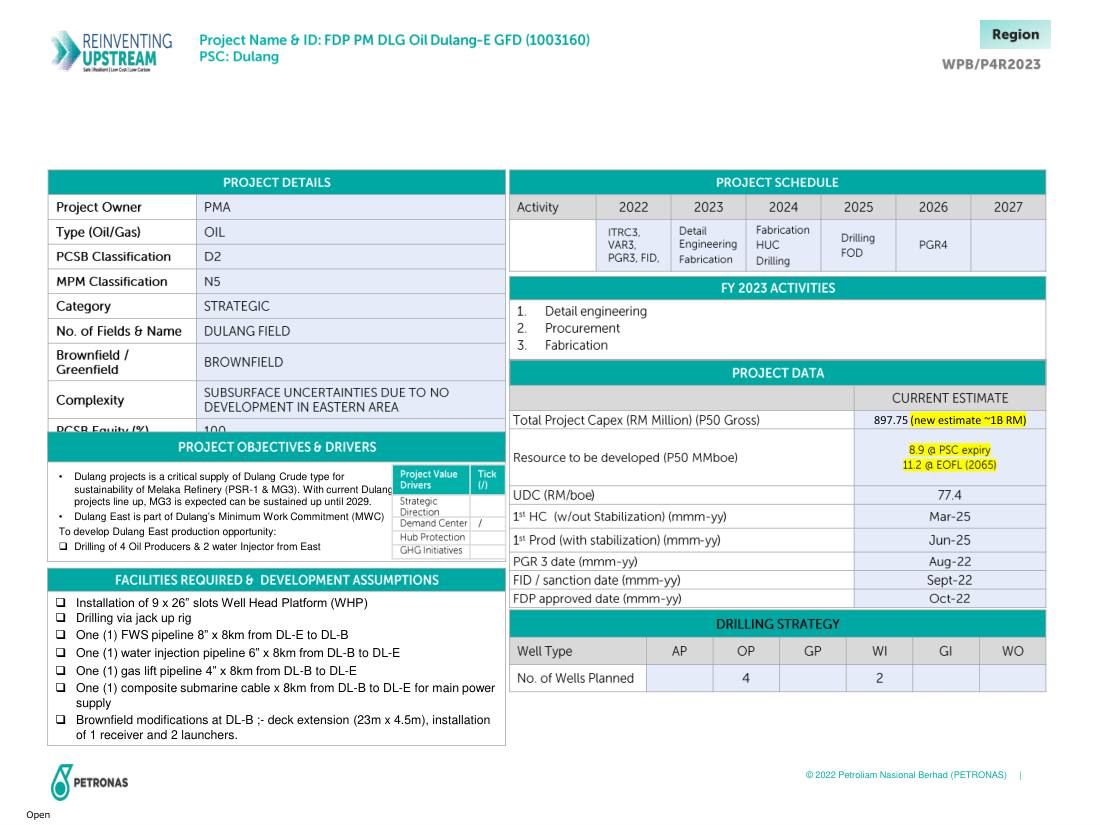 REINVENTING
UPSTREAM
Safe | Resilient | Low Cost | Low Carbon
Project Name & ID: FDP PM DLG Oil Dulang-E GFD (1003160)
PSC: Dulang
Region
WPB/P4R2023
PROJECT DETAILS
Project Owner PMA
Type (Oil/Gas) OIL
PCSB Classification D2
MPM Classification N5
Category STRATEGIC
No. of Fields & Name DULANG FIELD
Brownfield /
Greenfield BROWNFIELD
Complexity SUBSURFACE UNCERTAINTIES DUE TO NO
DEVELOPMENT IN EASTERN AREA
PCSB Equity (%) 100
PROJECT OBJECTIVES & DRIVERS
• Dulang projects is a critical supply of Dulang Crude type for
sustainability of Melaka Refinery (PSR-1 & MG3). With current Dulang
projects line up, MG3 is expected can be sustained up until 2029.
• Dulang East is part of Dulang's Minimum Work Commitment (MWC)
To develop Dulang East production opportunity:
❑ Drilling of 4 Oil Producers & 2 water Injector from East
Project Value
Drivers
Tick
(/)
Strategic
Direction
Demand Center /
Hub Protection
GHG Initiatives
FACILITIES REQUIRED & DEVELOPMENT ASSUMPTIONS
❑ Installation of 9 x 26" slots Well Head Platform (WHP)
❑ Drilling via jack up rig
❑ One (1) FWS pipeline 8" x 8km from DL-E to DL-B
❑ One (1) water injection pipeline 6" x 8km from DL-B to DL-E
❑ One (1) gas lift pipeline 4" x 8km from DL-B to DL-E
❑ One (1) composite submarine cable x 8km from DL-B to DL-E for main power
supply
❑ Brownfield modifications at DL-B ;- deck extension (23m x 4.5m), installation
of 1 receiver and 2 launchers.
PROJECT SCHEDULE
Activity 2022 2023 2024 2025 2026 2027
ITRC3,
VAR3,
PGR3, FID,
Detail
Engineering
Fabrication
Fabrication
HUC
Drilling
Drilling
FOD
PGR4
FY 2023 ACTIVITIES
1. Detail engineering
2. Procurement
3. Fabrication
PROJECT DATA
CURRENT ESTIMATE
Total Project Capex (RM Million) (P50 Gross) 897.75 (new estimate ~1B RM)
Resource to be developed (P50 MMboe) 8.9 @ PSC expiry
11.2 @ EOFL (2065)
UDC (RM/boe) 77.4
1st HC (w/out Stabilization) (mmm-yy) Mar-25
1st Prod (with stabilization) (mmm-yy) Jun-25
PGR 3 date (mmm-yy) Aug-22
FID / sanction date (mmm-yy) Sept-22
FDP approved date (mmm-yy) Oct-22
DRILLING STRATEGY
Well Type AP OP GP WI GI WO
No. of Wells Planned 4 2
PETRONAS
© 2022 Petroliam Nasional Berhad (PETRONAS) |
Open